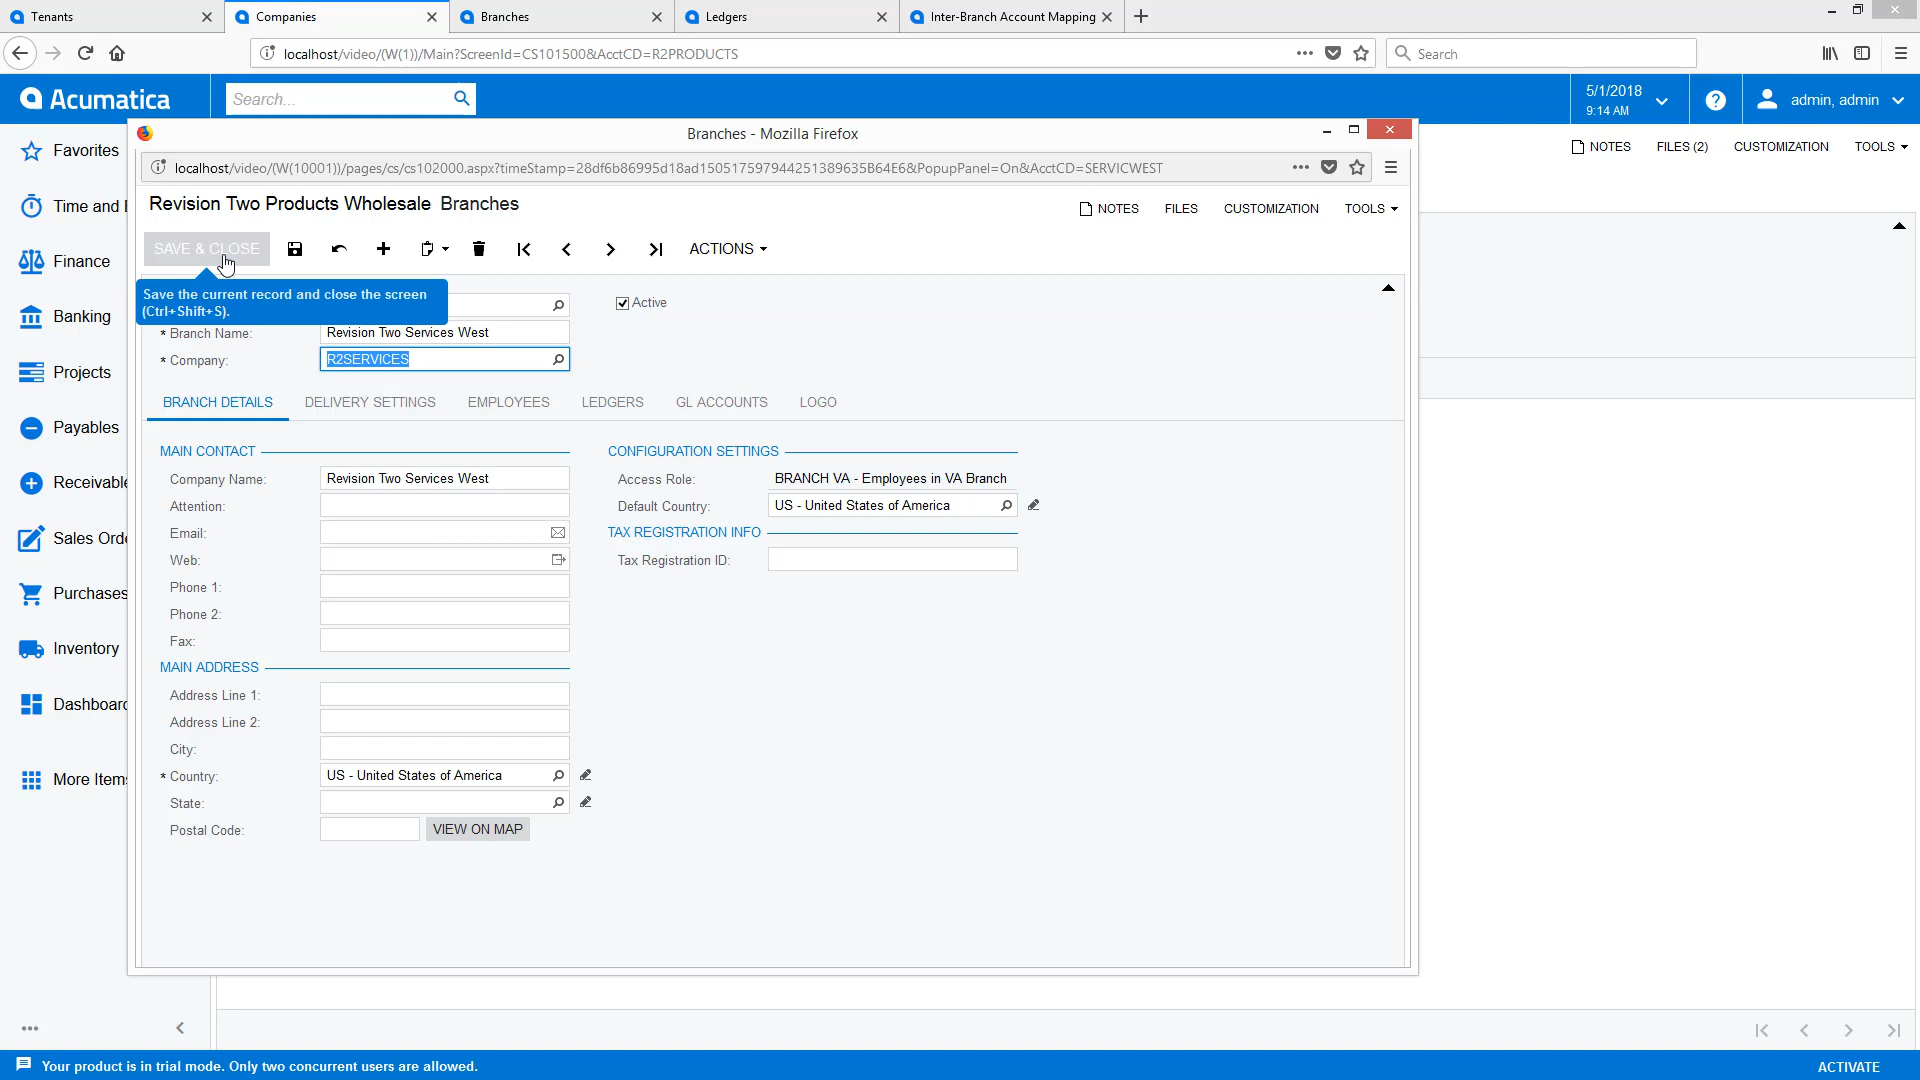 Tenants
Companies
Branches
Ledgers
Inter-Branch Account Mapping
localhost/video/(W(1))/Main?ScreenId=CS101500&AcctCD=R2PRODUCTS
Search
Acumatica
Search...
5/1/2018
9:14 AM
admin, admin
Favorites
Time and
Finance
Banking
Projects
Payables
Receivable
Sales Orde
Purchases
Inventory
Dashboard
More Items
NOTES
FILES (2)
CUSTOMIZATION
TOOLS
Branches - Mozilla Firefox
localhost/video/(W(10001))/pages/cs/cs102000.aspx?timeStamp=28df6b86995d18ad150517597944251389635B64E6&PopupPanel=On&AcctCD=SERVICWEST
Revision Two Products Wholesale Branches
NOTES
FILES
CUSTOMIZATION
TOOLS
SAVE & CLOSE
ACTIONS
Save the current record and close the screen
(Ctrl+Shift+S).
Active
* Branch Name:
Revision Two Services West
* Company:
R2SERVICES
BRANCH DETAILS
DELIVERY SETTINGS
EMPLOYEES
LEDGERS
GL ACCOUNTS
LOGO
MAIN CONTACT
Company Name:
Revision Two Services West
Attention:
Email:
Web:
Phone 1:
Phone 2:
Fax:
MAIN ADDRESS
Address Line 1:
Address Line 2:
City:
* Country:
US - United States of America
State:
Postal Code:
VIEW ON MAP
CONFIGURATION SETTINGS
Access Role:
BRANCH VA - Employees in VA Branch
Default Country:
US - United States of America
TAX REGISTRATION INFO
Tax Registration ID:
Your product is in trial mode. Only two concurrent users are allowed.
ACTIVATE